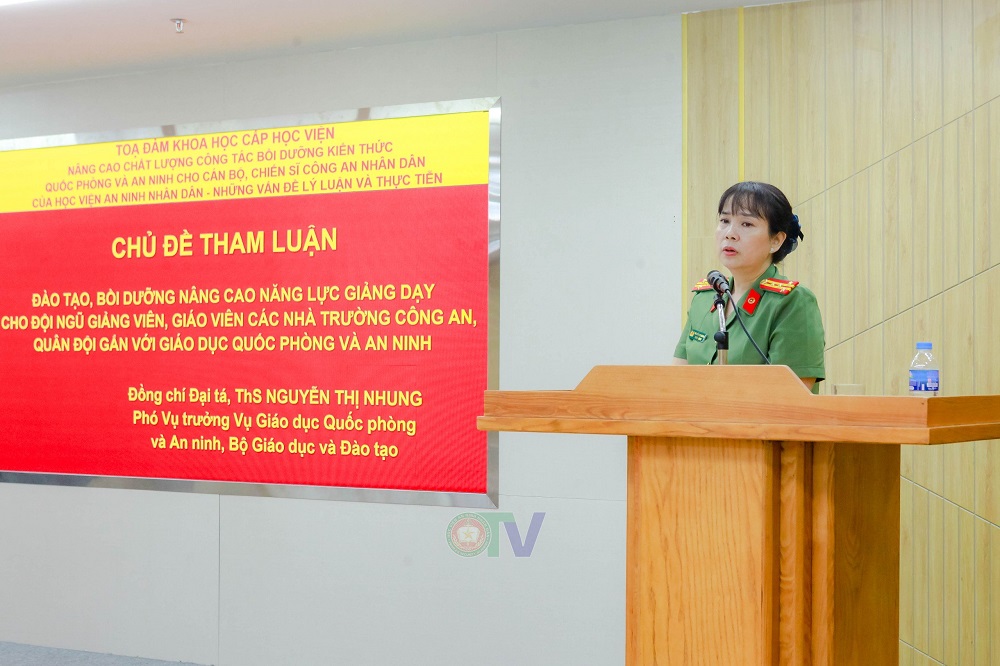 TOẠ ĐÀM KHOA HỌC CẤP HỌC VIỆN
NÂNG CAO CHẤT LƯỢNG CÔNG TÁC BỒI DƯỠNG KIẾN THỨC
QUỐC PHÒNG VÀ AN NINH CHO CÁN BỘ, CHIẾN SĨ CÔNG AN NHÂN DÂN
CỦA HỌC VIỆN AN NINH NHÂN DÂN - NHỮNG VẤN ĐỀ LÝ LUẬN VÀ THỰC TIỄN
CHỦ ĐỀ THAM LUẬN
ĐÀO TẠO, BỒI DƯỠNG NÂNG CAO NĂNG LỰC GIẢNG DẠY
CHO ĐỘI NGŨ GIẢNG VIÊN, GIÁO VIÊN CÁC NHÀ TRƯỜNG CÔNG AN,
QUÂN ĐỘI GẮN VỚI GIÁO DỤC QUỐC PHÒNG VÀ AN NINH
Đồng chí Đại tá, ThS NGUYỄN THỊ NHUNG
Phó Vụ trưởng Vụ Giáo dục Quốc phòng
và An ninh, Bộ Giáo dục và Đào tạo
TV